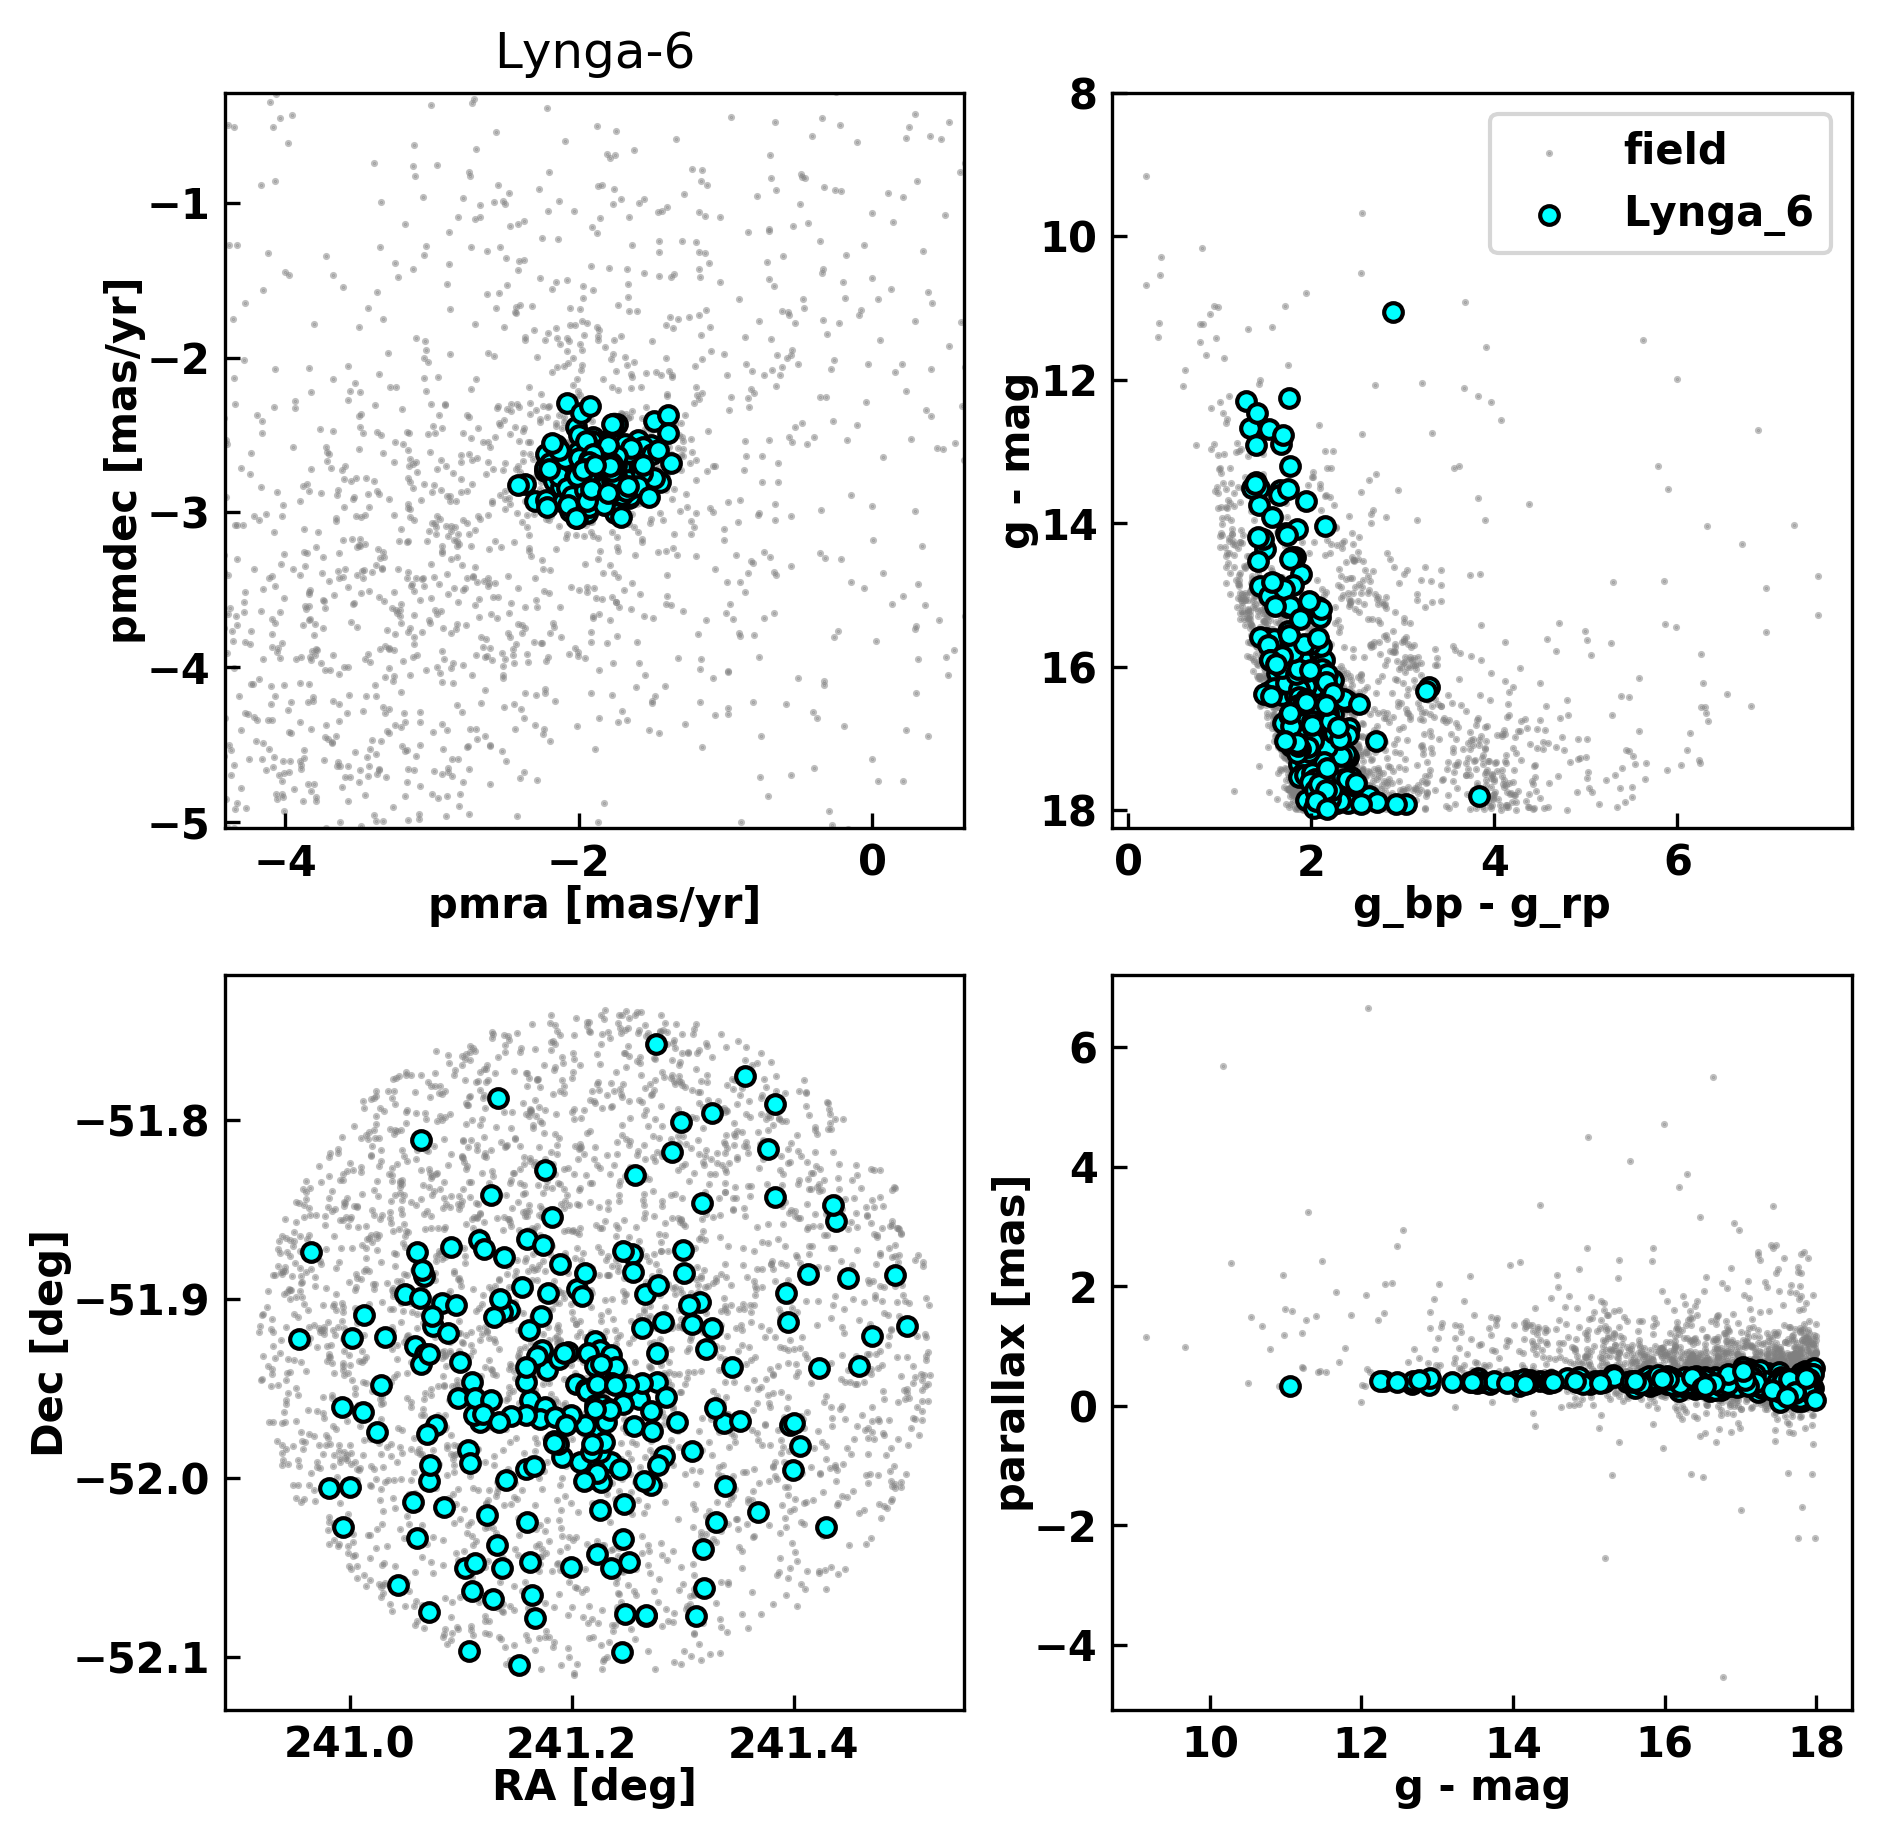 Lynga-6
−1
−2
−3
−4
−5
pmdec [mas/yr]
−4 −2 0
pmra [mas/yr]
8
10
12
14
16
18
g - mag
field
Lynga_6
0 2 4 6
g_bp - g_rp
−51.8
−51.9
−52.0
−52.1
Dec [deg]
241.0 241.2 241.4
RA [deg]
6
4
2
0
−2
−4
parallax [mas]
10 12 14 16 18
g - mag